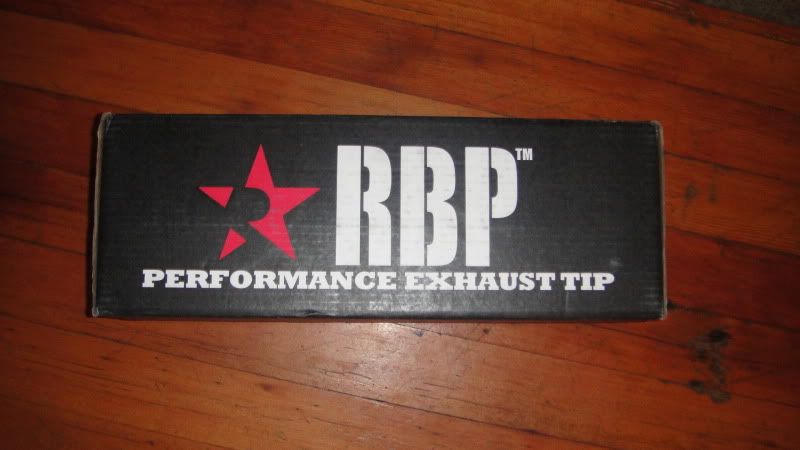 RBP™
PERFORMANCE EXHAUST TIP